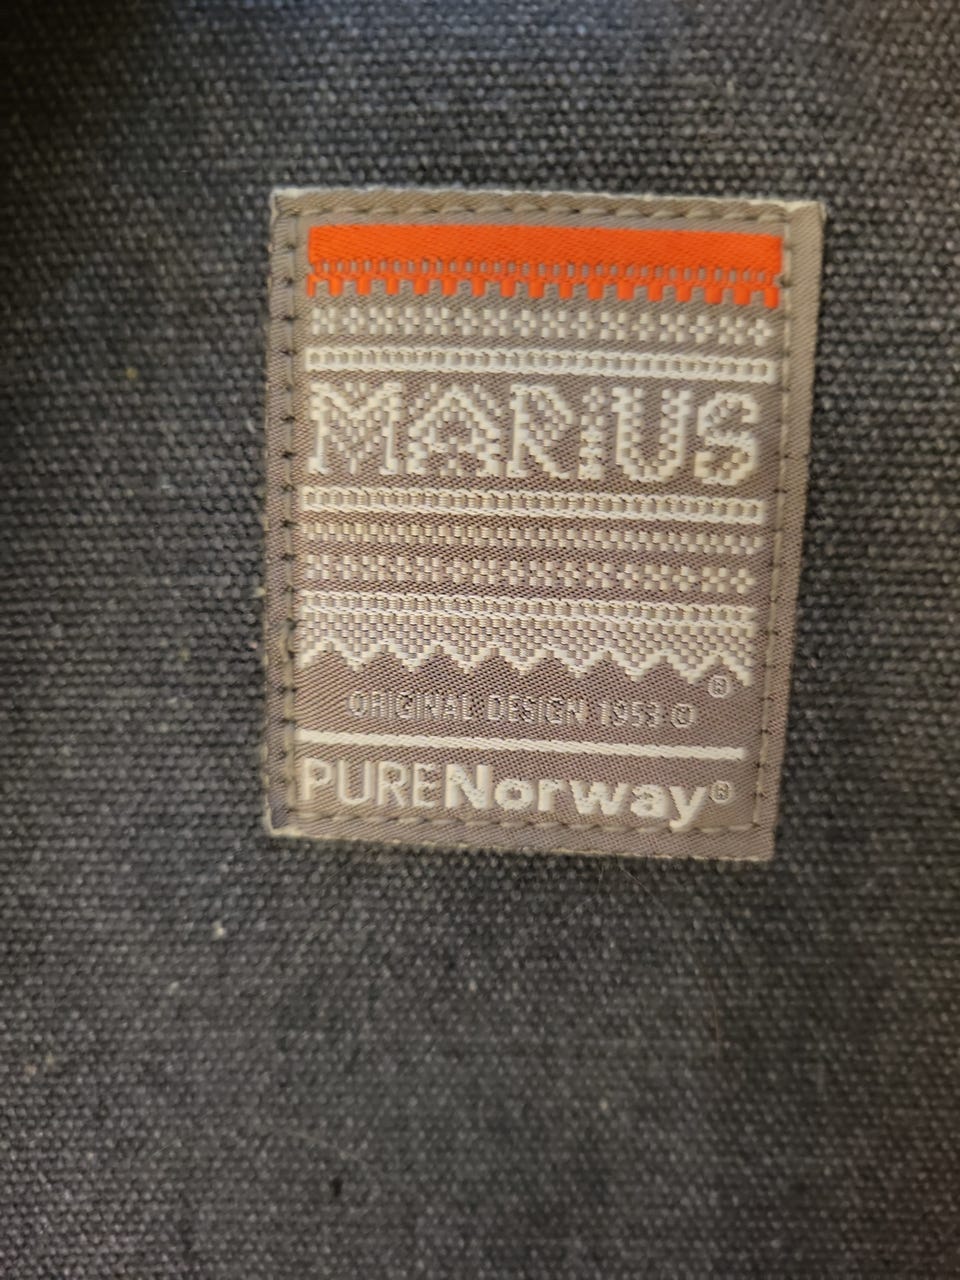 MARIUS
®
ORIGINAL DESIGN 1953 ©
PURENorway®